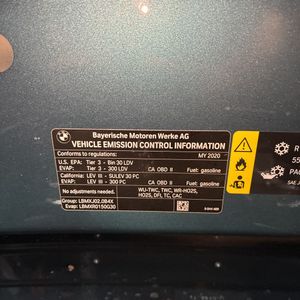 Bayerische Motoren Werke AG
VEHICLE EMISSION CONTROL INFORMATION
Conforms to regulations: MY 2020
U.S. EPA: Tier 3 - Bin 30 LDV Fuel: gasoline
EVAP: Tier 3 - 300 LDV CA OBD II
California: LEV III - SULEV 30 PC Fuel: gasoline
EVAP: LEV III - 300 PC CA OBD II
No adjustments needed. WU-TWC, TWC, WR-HO2S,
HO2S, DFI, TC, CAC
Group: LBMXJ02.0B4X
Evap: LBMXR0150G30
R
55
PAG
SAE J